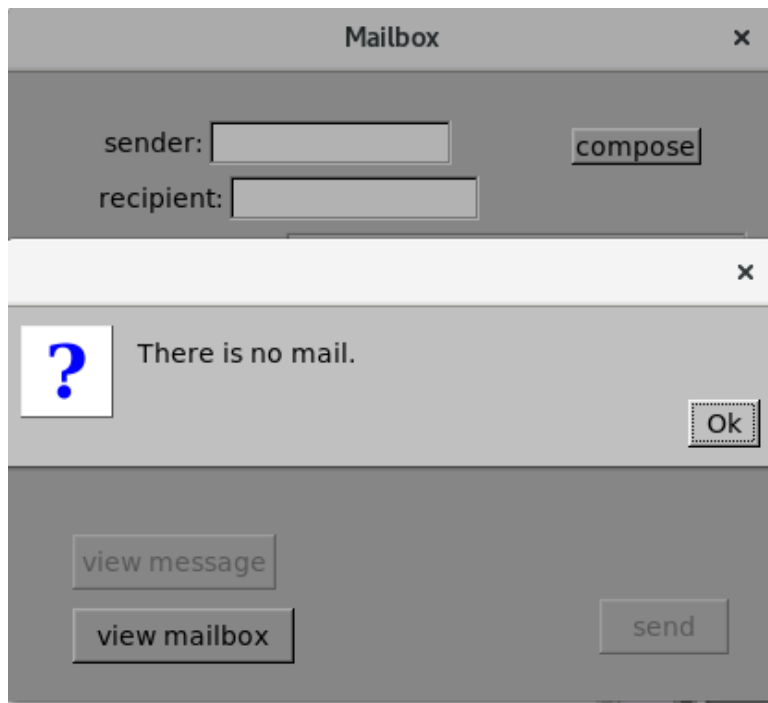 Mailbox
sender:
compose
recipient:
?
There is no mail.
Ok
view message
view mailbox
send